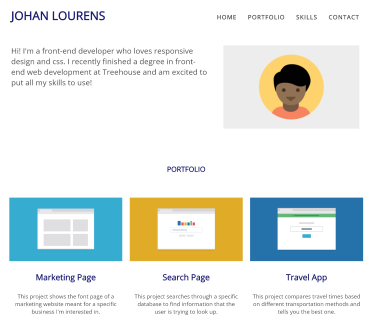 JOHAN LOURENS
HOME PORTFOLIO SKILLS CONTACT
Hi! I'm a front-end developer who loves responsive
design and css. I recently finished a degree in front-
end web development at Treehouse and am excited to
put all my skills to use!
PORTFOLIO
Marketing Page
This project shows the font page of a
marketing website meant for a specific
business I'm interested in.
Search Page
This project searches through a specific
database to find information that the
user is trying to look up.
Travel App
This project compares travel times based
on different transportation methods and
tells you the best one.